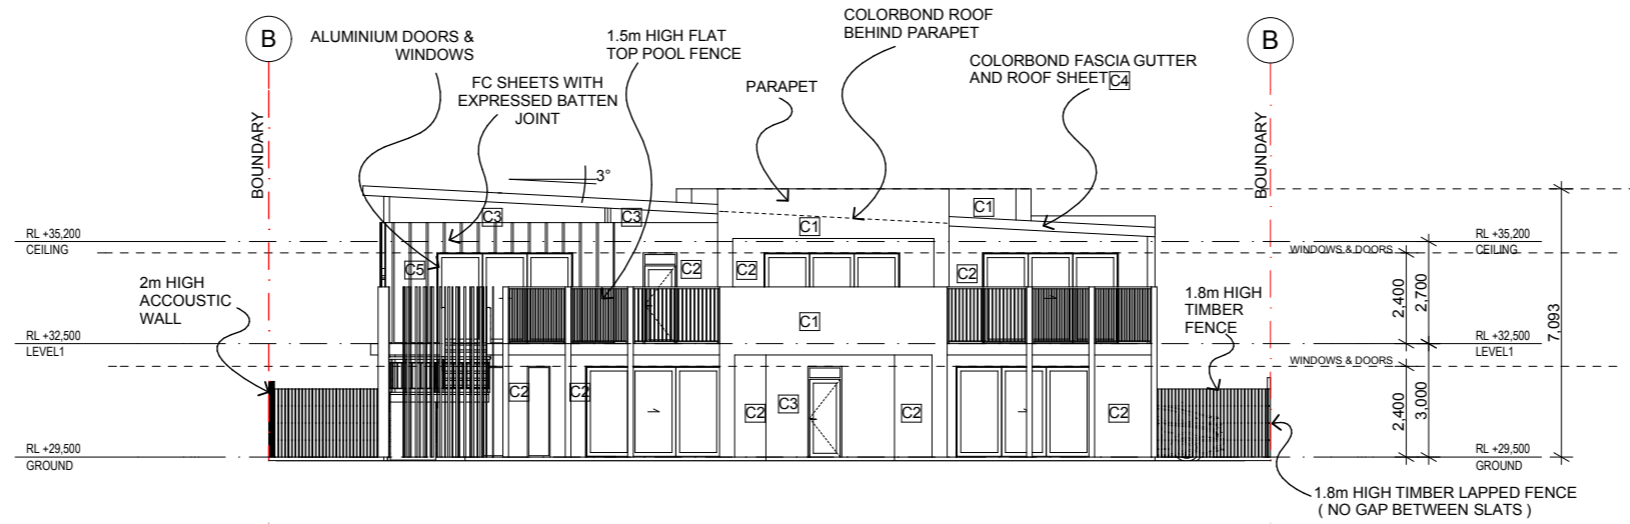 B
B
ALUMINIUM DOORS &
WINDOWS
1.5m HIGH FLAT
TOP POOL FENCE
COLORBOND ROOF
BEHIND PARAPET
COLORBOND FASCIA GUTTER
AND ROOF SHEET C4
FC SHEETS WITH
EXPRESSED BATTEN
JOINT
PARAPET
BOUNDARY
BOUNDARY
3°
C3
C3
C1
C1
RL +35,200
CEILING
RL +35,200
CEILING
WINDOWS & DOORS
C5
C2
C2
C2
2m HIGH
ACCOUSTIC
WALL
1.8m HIGH
TIMBER
FENCE
2,400
2,700
7,093
C1
RL +32,500
LEVEL1
RL +32,500
LEVEL1
WINDOWS & DOORS
C2
C2
C2
C3
C2
C2
2,400
3,000
RL +29,500
GROUND
RL +29,500
GROUND
1.8m HIGH TIMBER LAPPED FENCE
( NO GAP BETWEEN SLATS )